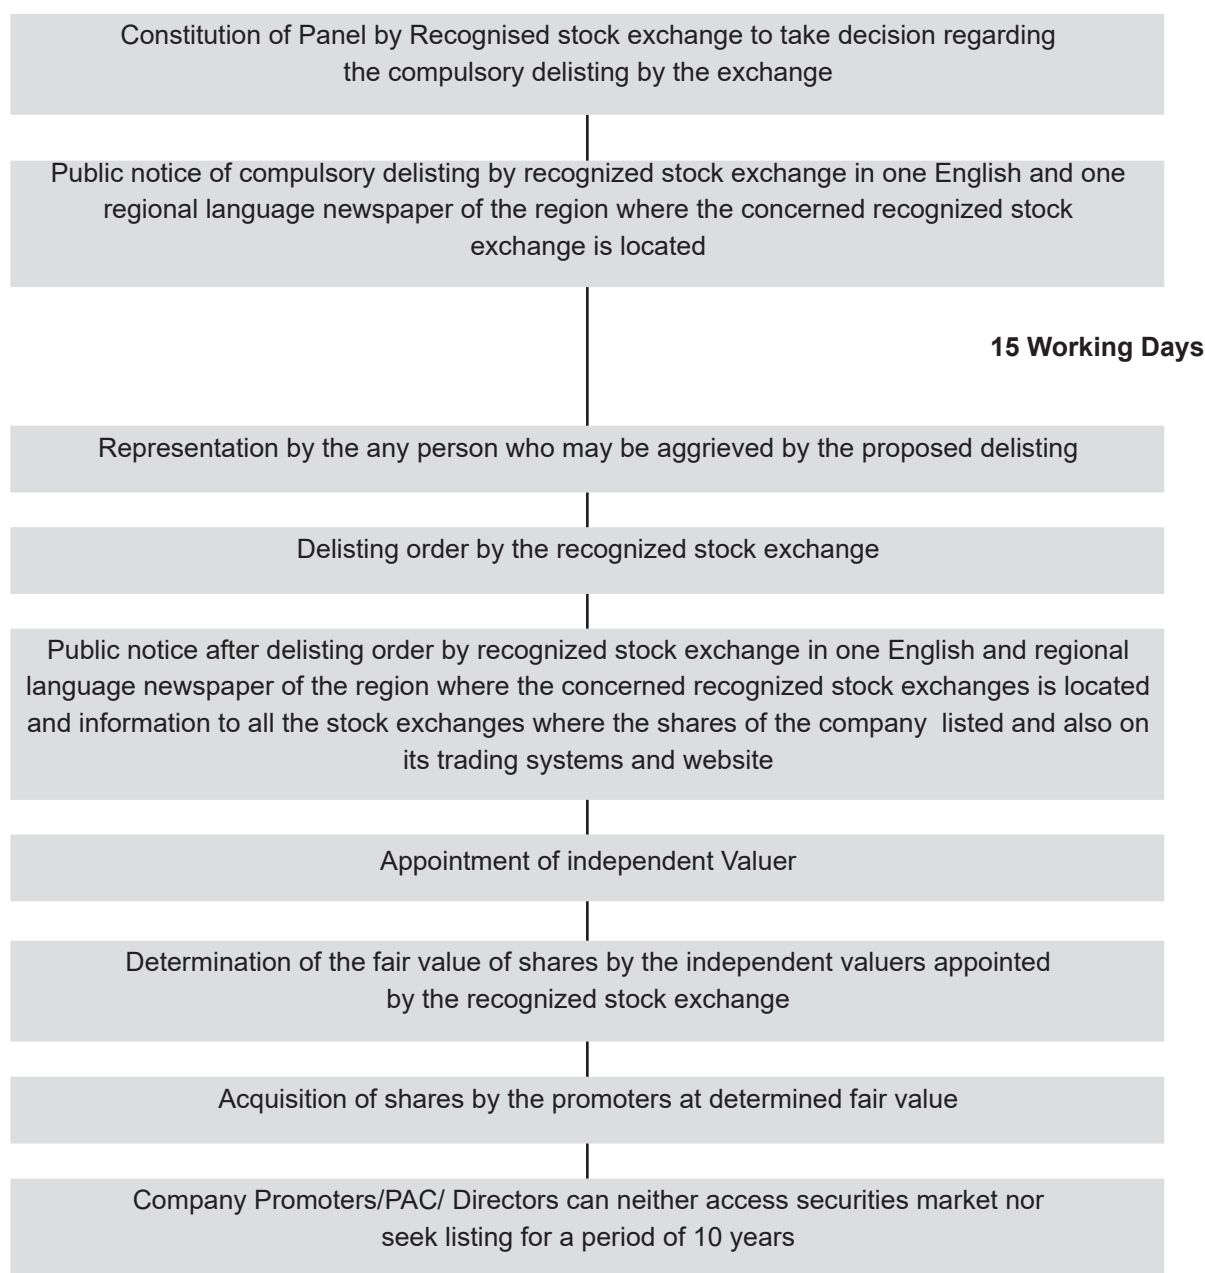 Constitution of Panel by Recognised stock exchange to take decision regarding
the compulsory delisting by the exchange
Public notice of compulsory delisting by recognized stock exchange in one English and one
regional language newspaper of the region where the concerned recognized stock
exchange is located
15 Working Days
Representation by the any person who may be aggrieved by the proposed delisting
Delisting order by the recognized stock exchange
Public notice after delisting order by recognized stock exchange in one English and regional
language newspaper of the region where the concerned recognized stock exchanges is located
and information to all the stock exchanges where the shares of the company listed and also on
its trading systems and website
Appointment of independent Valuer
Determination of the fair value of shares by the independent valuers appointed
by the recognized stock exchange
Acquisition of shares by the promoters at determined fair value
Company Promoters/PAC/ Directors can neither access securities market nor
seek listing for a period of 10 years